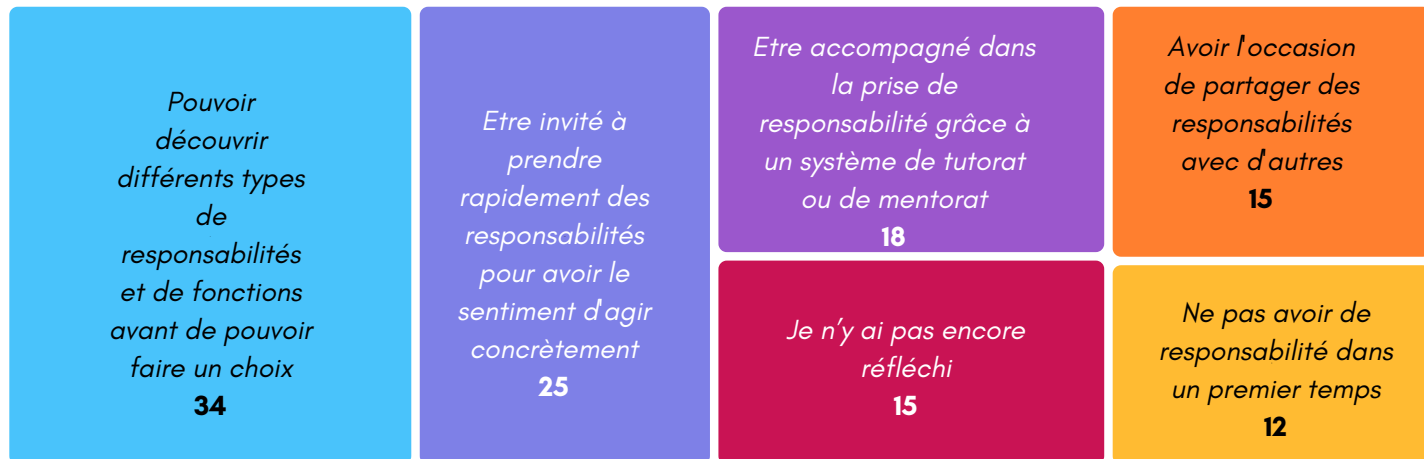 Pouvoir
découvrir
différents types
de
responsabilités
et de fonctions
avant de pouvoir
faire un choix
34
Etre invité à
prendre
rapidement des
responsabilités
pour avoir le
sentiment d'agir
concrètement
25
Etre accompagné dans
la prise de
responsabilité grâce à
un système de tutorat
ou de mentorat
18
Je n’y ai pas encore
réfléchi
15
Avoir l'occasion
de partager des
responsabilités
avec d'autres
15
Ne pas avoir de
responsabilité dans
un premier temps
12